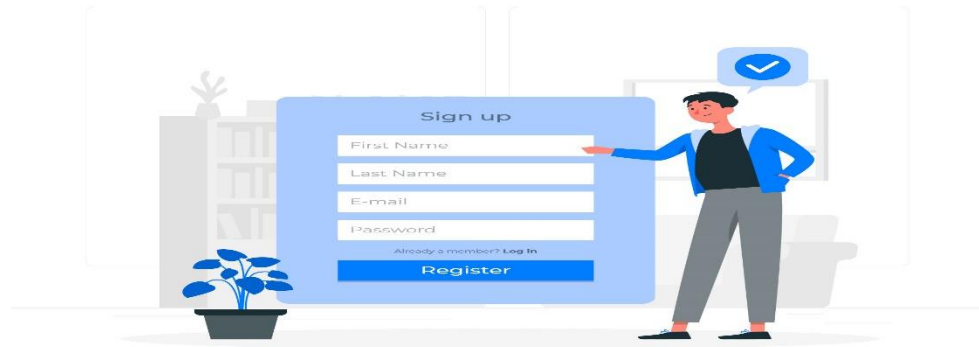 Sign up
First Name
Last Name
E-mail
Password
Already a member? Log In
Register